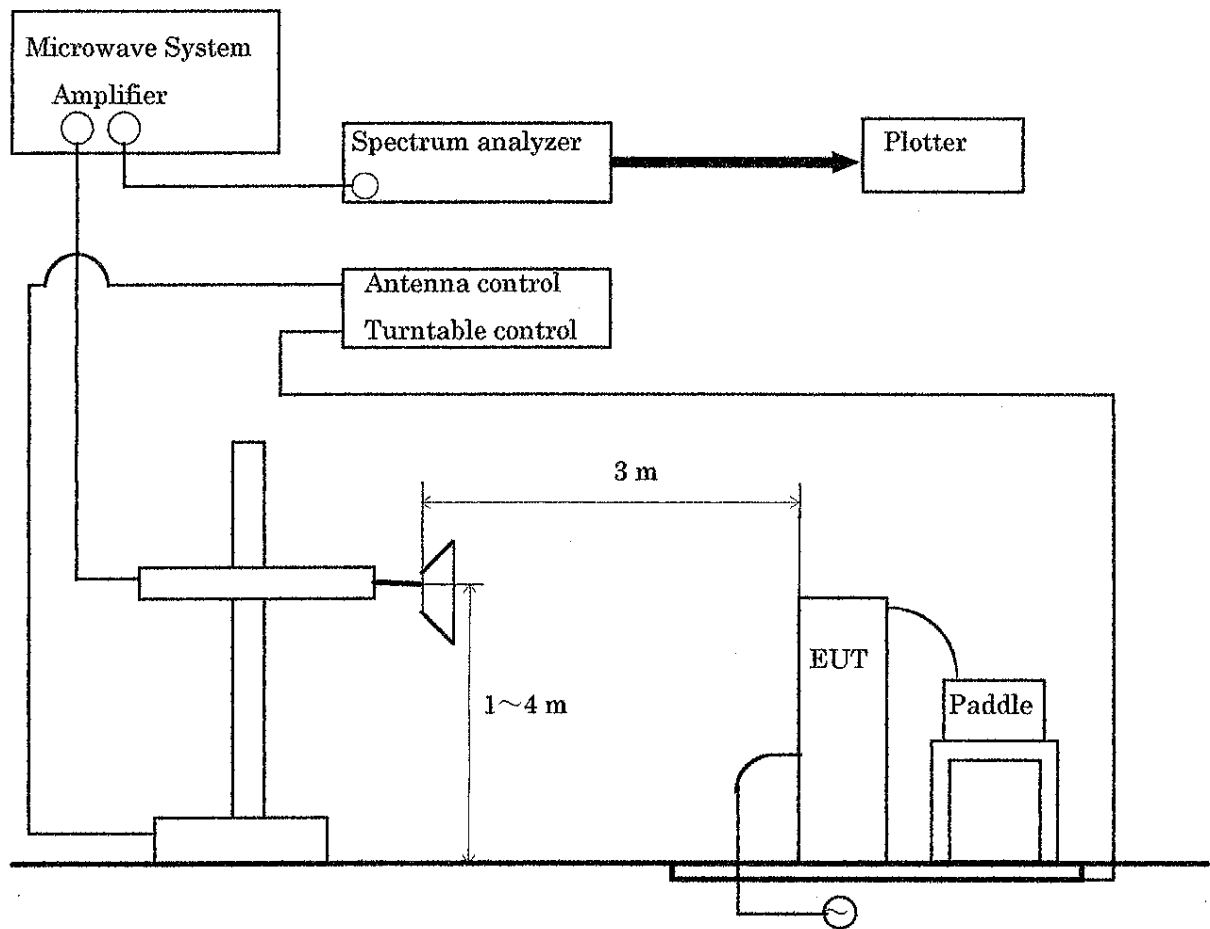 Microwave System
Amplifier
Spectrum analyzer
Plotter
Antenna control
Turntable control
3 m
EUT
Paddle
1～4 m